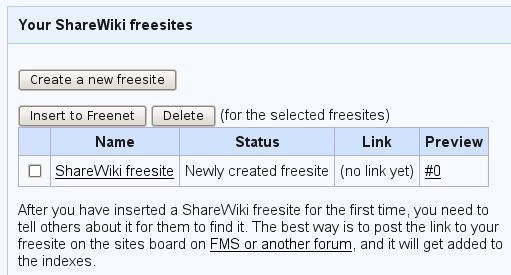 Your ShareWiki freesites
Create a new freesite
Insert to Freenet Delete (for the selected freesites)
Name Status Link Preview
ShareWiki freesite Newly created freesite (no link yet) #0
After you have inserted a ShareWiki freesite for the first time, you need to
tell others about it for them to find it. The best way is to post the link to your
freesite on the sites board on FMS or another forum, and it will get added to
the indexes.